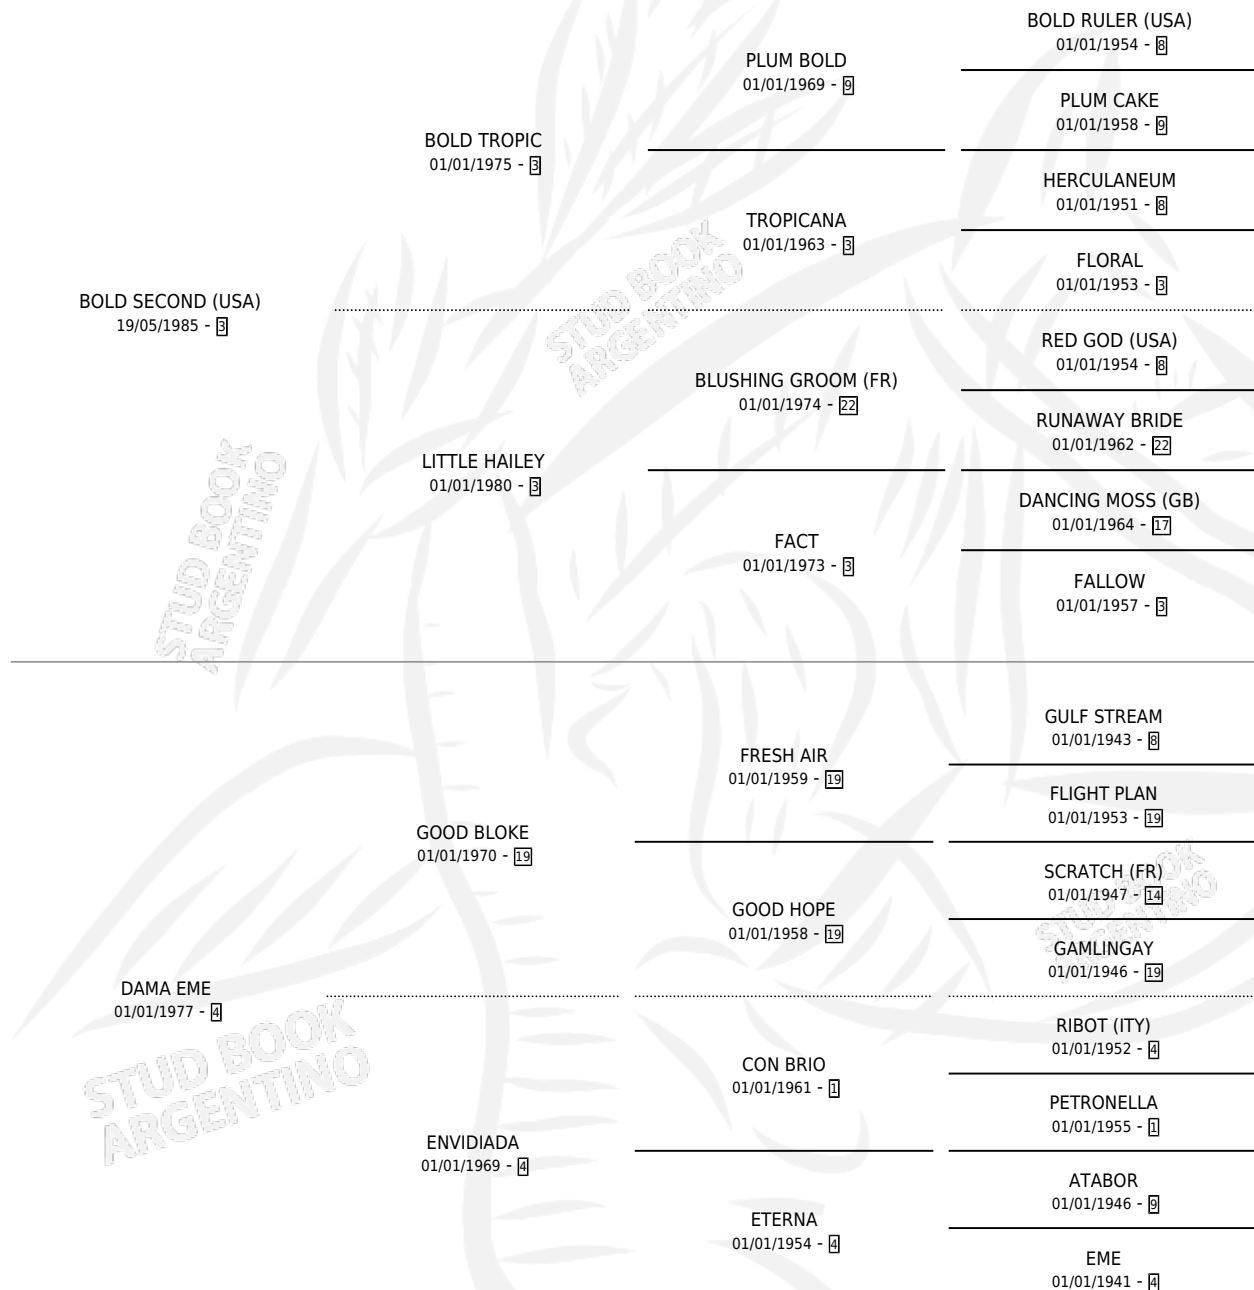 BOLD RULER (USA)
01/01/1954 - 8
PLUM BOLD
01/01/1969 - 9
PLUM CAKE
01/01/1958 - 9
BOLD TROPIC
01/01/1975 - 3
HERCULANEUM
01/01/1951 - 8
TROPICANA
01/01/1963 - 3
FLORAL
01/01/1953 - 3
BOLD SECOND (USA)
19/05/1985 - 3
RED GOD (USA)
01/01/1954 - 8
BLUSHING GROOM (FR)
01/01/1974 - 22
RUNAWAY BRIDE
01/01/1962 - 22
LITTLE HAILEY
01/01/1980 - 3
DANCING MOSS (GB)
01/01/1964 - 17
FACT
01/01/1973 - 3
FALLOW
01/01/1957 - 3
GULF STREAM
01/01/1943 - 8
FRESH AIR
01/01/1959 - 19
FLIGHT PLAN
01/01/1953 - 19
GOOD BLOKE
01/01/1970 - 19
SCRATCH (FR)
01/01/1947 - 14
GOOD HOPE
01/01/1958 - 19
GAMLINGAY
01/01/1946 - 19
DAMA EME
01/01/1977 - 4
RIBOT (ITY)
01/01/1952 - 4
CON BRIO
01/01/1961 - 1
PETRONELLA
01/01/1955 - 1
ENVIDIADA
01/01/1969 - 4
ATABOR
01/01/1946 - 9
ETERNA
01/01/1954 - 4
EME
01/01/1941 - 4
STUD BOOK
ARGENTINO
STUD BOOK
ARGENTINO
STUD BOOK
ARGENTINO
STUD BOOK
ARGENTINO